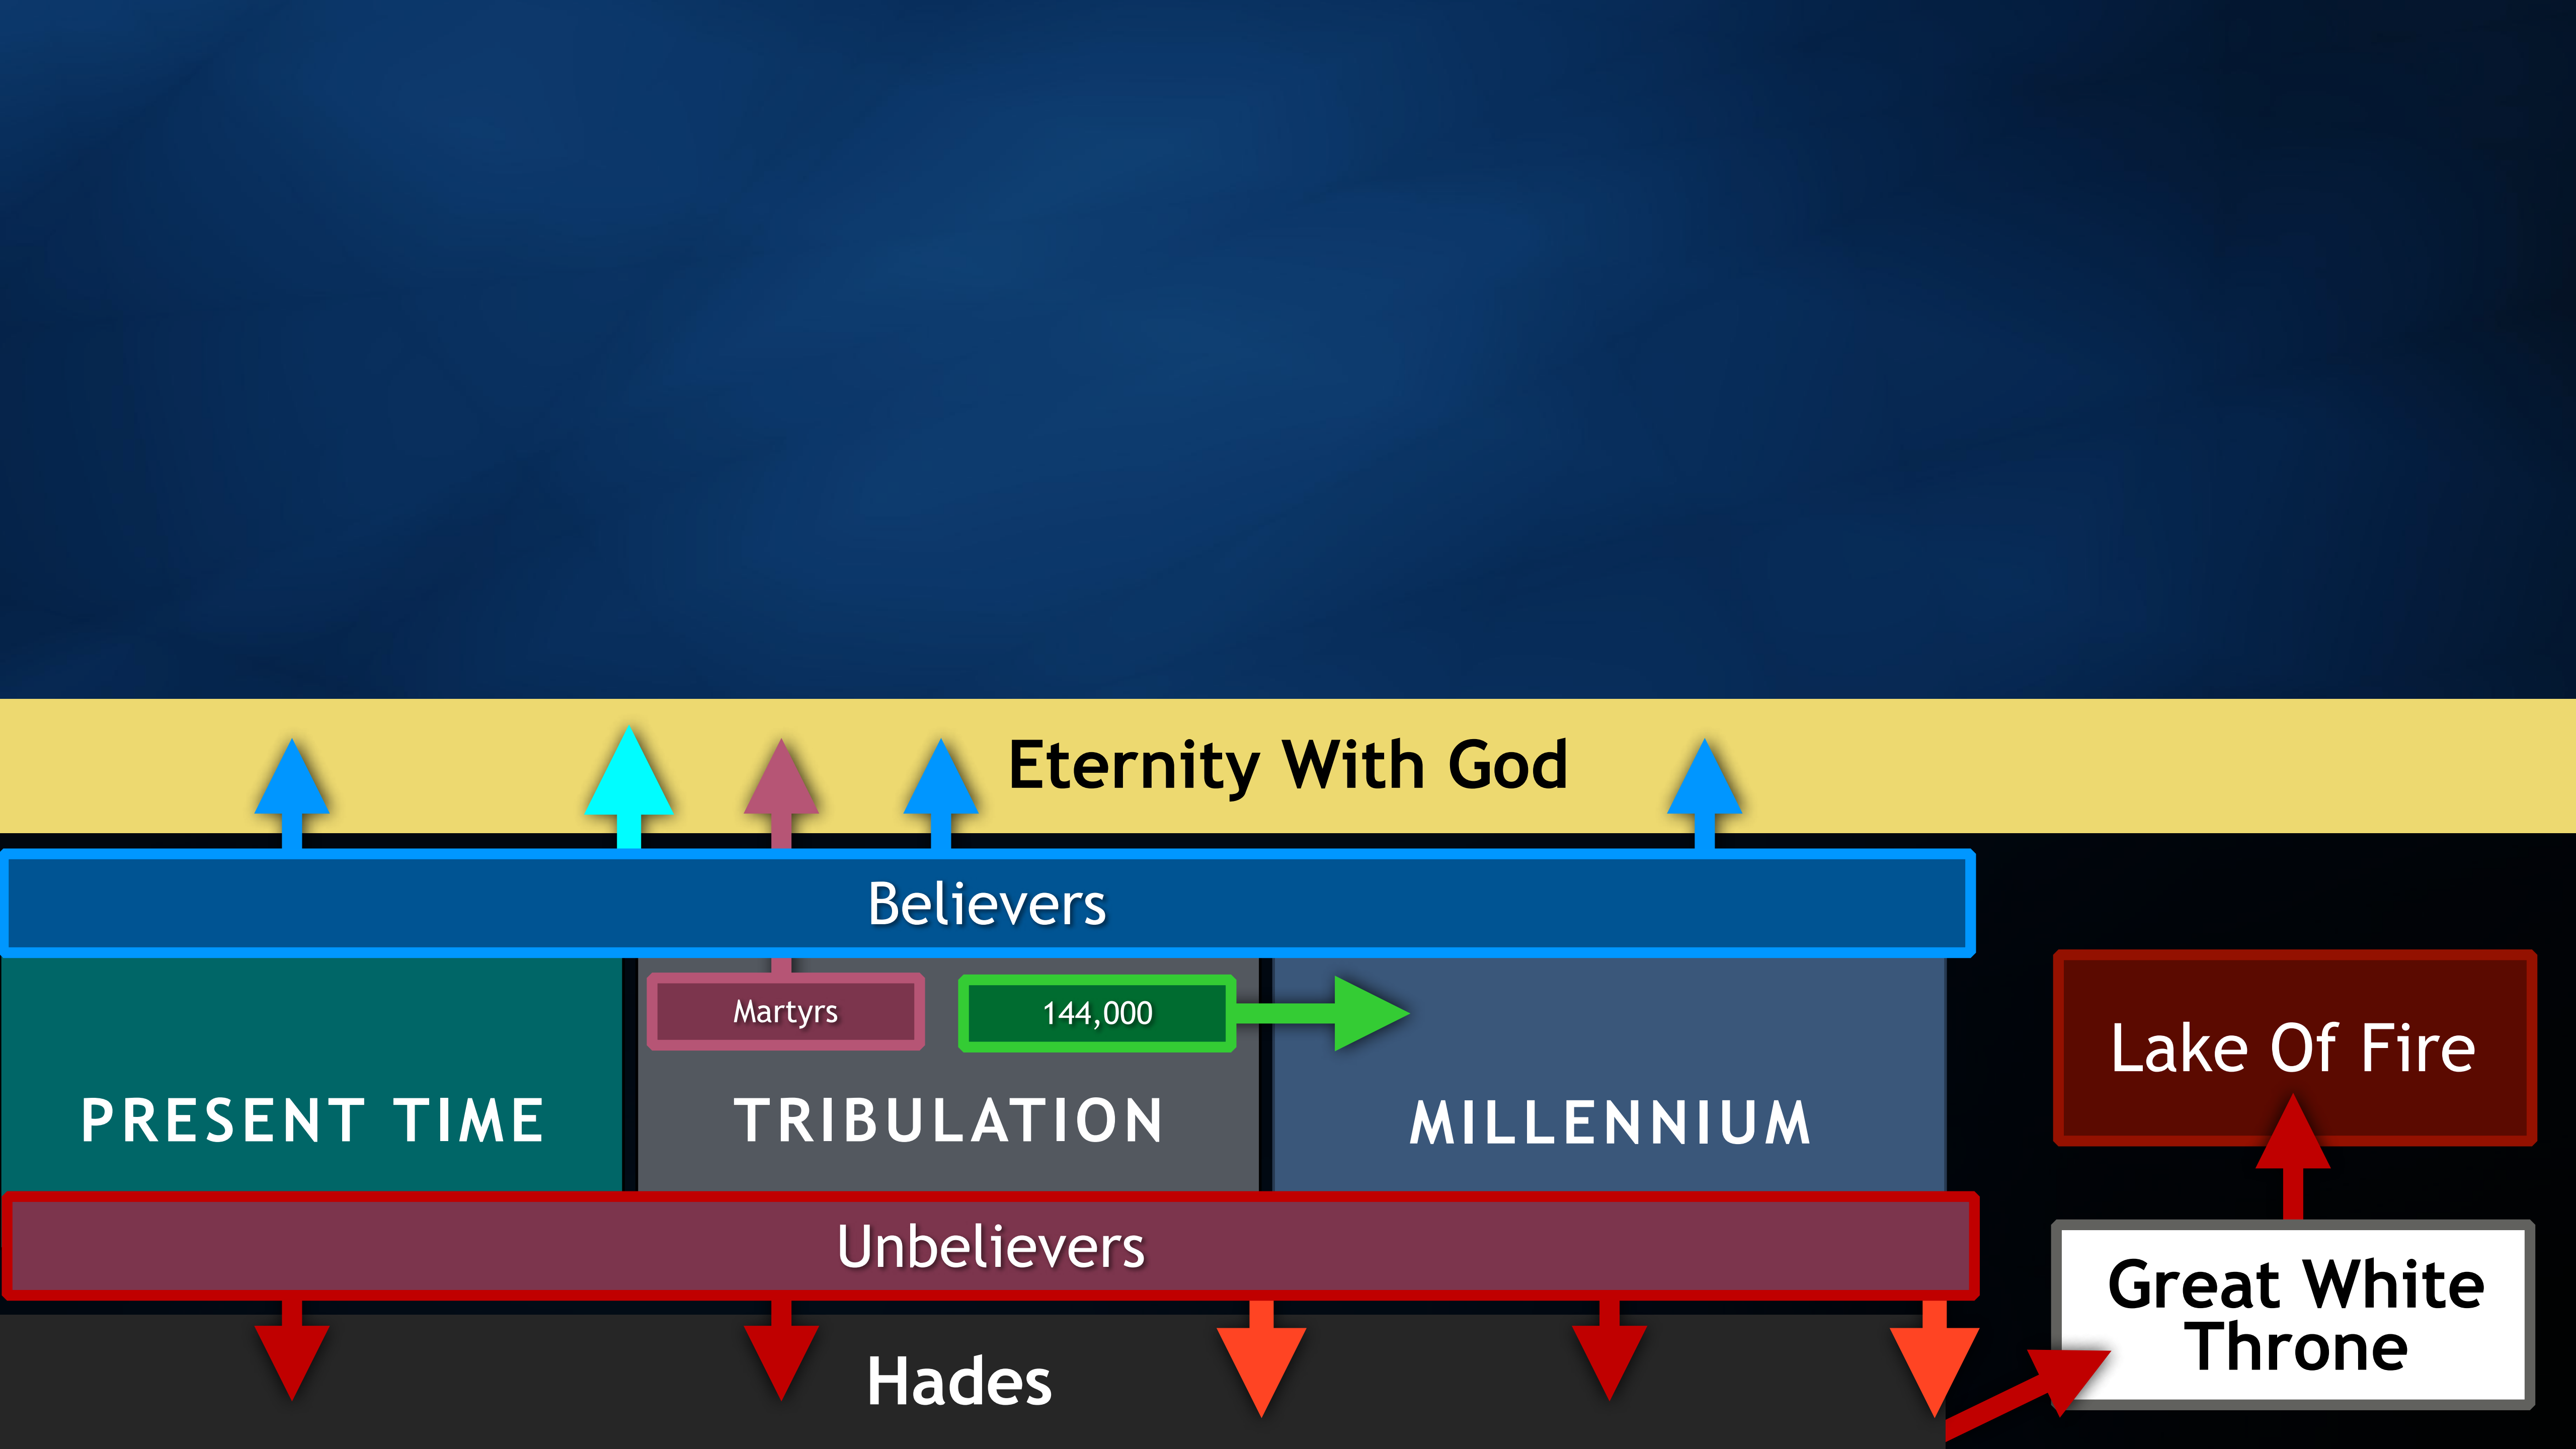 Eternity With God
Believers
Martyrs
144,000
PRESENT TIME
TRIBULATION
MILLENNIUM
Lake Of Fire
Unbelievers
Great White
Throne
Hades